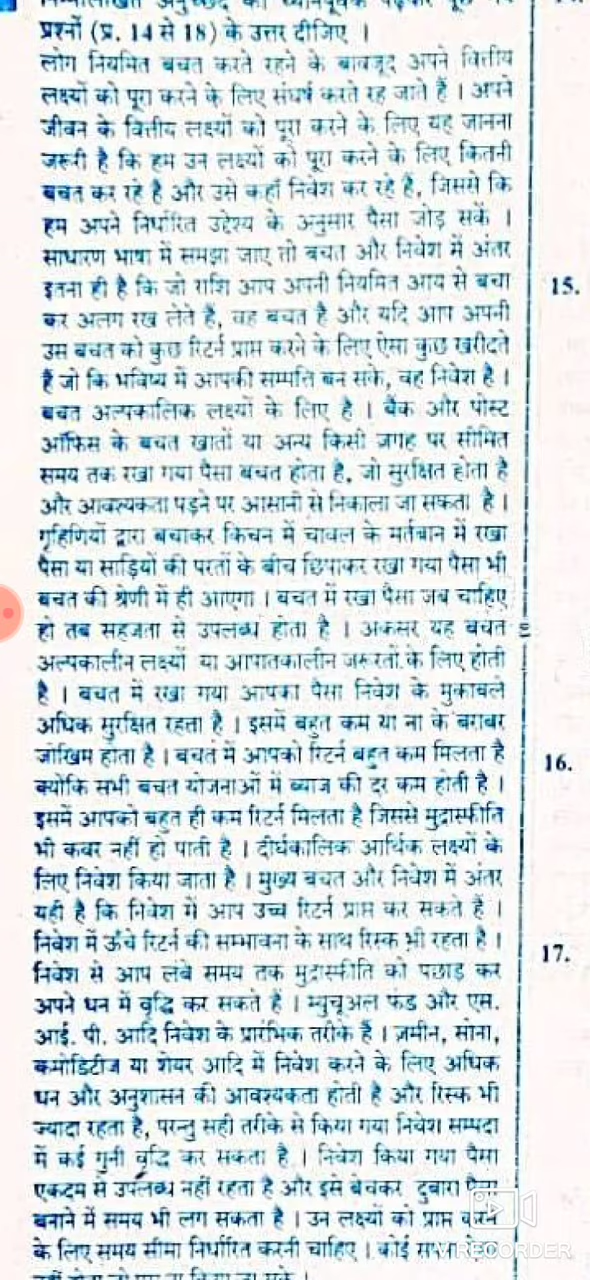 निम्नलिखित अनुच्छेद को ध्यानपूर्वक पढ़कर पूछे गये
प्रश्नों (प्र. 14 से 18) के उत्तर दीजिए ।
लोग नियमित बचत करते रहने के बावजूद अपने वित्तीय
लक्ष्यों को पूरा करने के लिए संघर्ष करते रह जाते हैं । अपने
जीवन के वित्तीय लक्ष्यों को पूरा करने के लिए यह जानना
जरूरी है कि हम उन लक्ष्यों को पूरा करने के लिए कितनी
बचत कर रहे है और उसे कहाँ निवेश कर रहे है, जिससे कि
हम अपने निर्धारित उद्देश्य के अनुसार पैसा जोड़ सकें ।
साधारण भाषा में समझा जाए तो बचत और निवेश में अंतर
इतना ही है कि जो राशि आप अपनी नियमित आय से बचा
कर अलग रख लेते हैं, वह बचत है और यदि आप अपनी
उस बचत को कुछ रिटर्न प्राप्त करने के लिए ऐसा कुछ खरीदते
हैं जो कि भविष्य में आपकी सम्पत्ति बन सके, वह निवेश है ।
बचत अल्पकालिक लक्ष्यों के लिए है । बैंक और पोस्ट
ऑफिस के बचत खातों या अन्य किसी जगह पर सीमित
समय तक रखा गया पैसा बचत होता है, जो सुरक्षित होता है
और आवश्यकता पड़ने पर आसानी से निकाला जा सकता है ।
गृहिणियों द्वारा बचाकर किचन में चावल के मर्तबान में रखा
पैसा या साड़ियों की परतों के बीच छिपाकर रखा गया पैसा भी
बचत की श्रेणी में ही आएगा । बचत में रखा पैसा जब चाहिए
हो तब सहजता से उपलब्ध होता है । अकसर यह बचत
अल्पकालीन लक्ष्यों या आपातकालीन जरूरतों के लिए होती
है । बचत में रखा गया आपका पैसा निवेश के मुकाबले
अधिक सुरक्षित रहता है । इसमें बहुत कम या ना के बराबर
जोखिम होता है । बचत में आपको रिटर्न बहुत कम मिलता है
क्योंकि सभी बचत योजनाओं में ब्याज की दर कम होती है ।
इसमें आपको बहुत ही कम रिटर्न मिलता है जिससे मुद्रास्फीति
भी कवर नहीं हो पाती है । दीर्घकालिक आर्थिक लक्ष्यों के
लिए निवेश किया जाता है । मुख्य बचत और निवेश में अंतर
यही है कि निवेश में आप उच्च रिटर्न प्राप्त कर सकते हैं ।
निवेश में ऊँचे रिटर्न की सम्भावना के साथ रिस्क भी रहता है ।
निवेश से आप लंबे समय तक मुद्रास्फीति को पछाड़ कर
अपने धन में वृद्धि कर सकते हैं । म्युचूअल फंड और एस.
आई. पी. आदि निवेश के प्रारंभिक तरीके हैं । ज़मीन, सोना,
कमोडिटीज या शेयर आदि में निवेश करने के लिए अधिक
धन और अनुशासन की आवश्यकता होती है और रिस्क भी
ज्यादा रहता है, परन्तु सही तरीके से किया गया निवेश सम्पदा
में कई गुनी वृद्धि कर सकता है । निवेश किया गया पैसा
एकदम से उपलब्ध नहीं रहता है और इसे बेचकर दुबारा पैसा
बनाने में समय भी लग सकता है । उन लक्ष्यों को प्राप्त करने
के लिए समय सीमा निर्धारित करनी चाहिए । कोई
15.
16.
17.
RECORDER